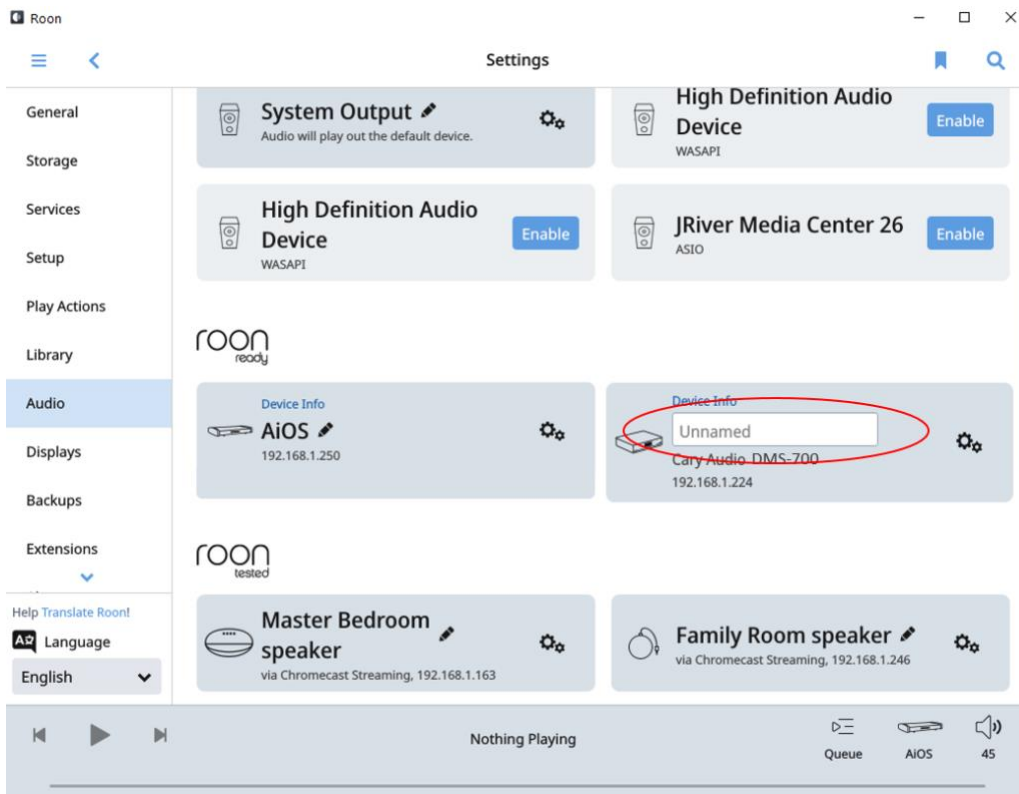 Roon
Settings
General
Storage
Services
Setup
Play Actions
Library
Audio
Displays
Backups
Extensions
Help Translate Roon!
Language
English
System Output
Audio will play out the default device.
High Definition Audio
Device
WASAPI
Enable
High Definition Audio
Device
WASAPI
Enable
JRiver Media Center 26
ASIO
Enable
roon
ready
Device Info
AiOS
192.168.1.250
Device Info
Unnamed
Cary Audio DMS-700
192.168.1.224
roon
tested
Master Bedroom
speaker
via Chromecast Streaming, 192.168.1.163
Family Room speaker
via Chromecast Streaming, 192.168.1.246
Nothing Playing
Queue
AiOS
45